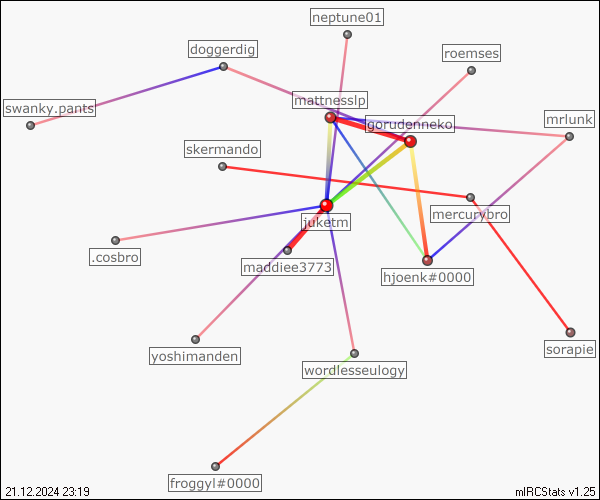 neptune01
doggerdig
roemses
mattnesslp
swanky.pants
gorudenneko
mrlunk
skermando
mercurybro
juketm
.cosbro
maddiee3773
hjoenk#0000
yoshimanden
sorapie
wordlesseulogy
froggyl#0000
21.12.2024 23:19
mIRCStats v1.25